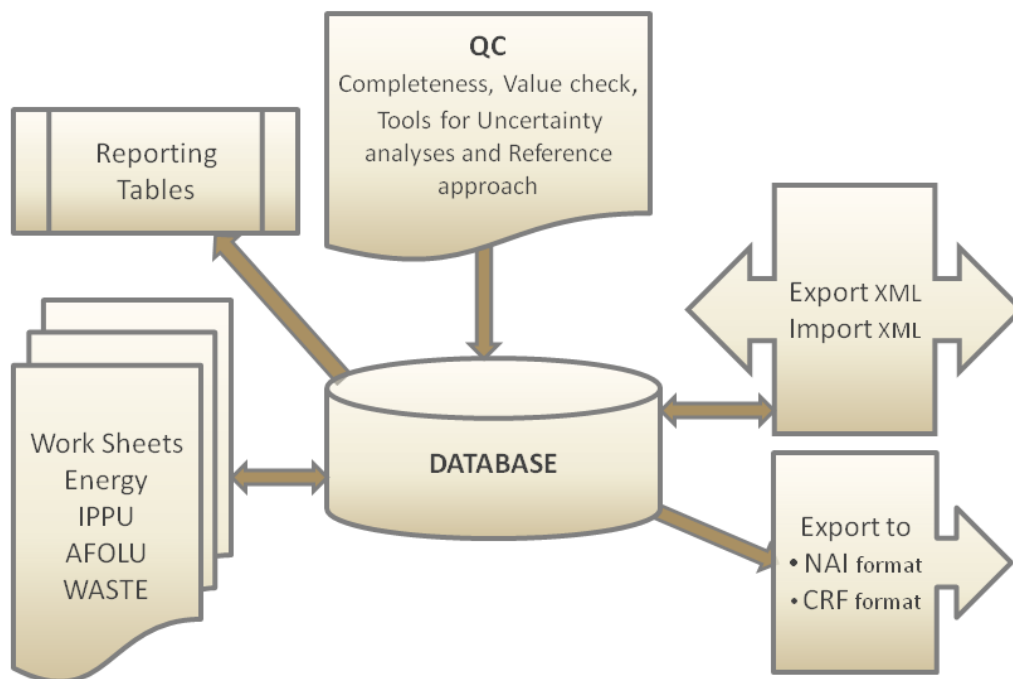 QC
Completeness, Value check,
Tools for Uncertainty
analyses and Reference
approach
Reporting
Tables
Export XML
Import XML
Work Sheets
Energy
IPPU
AFOLU
WASTE
DATABASE
Export to
• NAI format
• CRF format